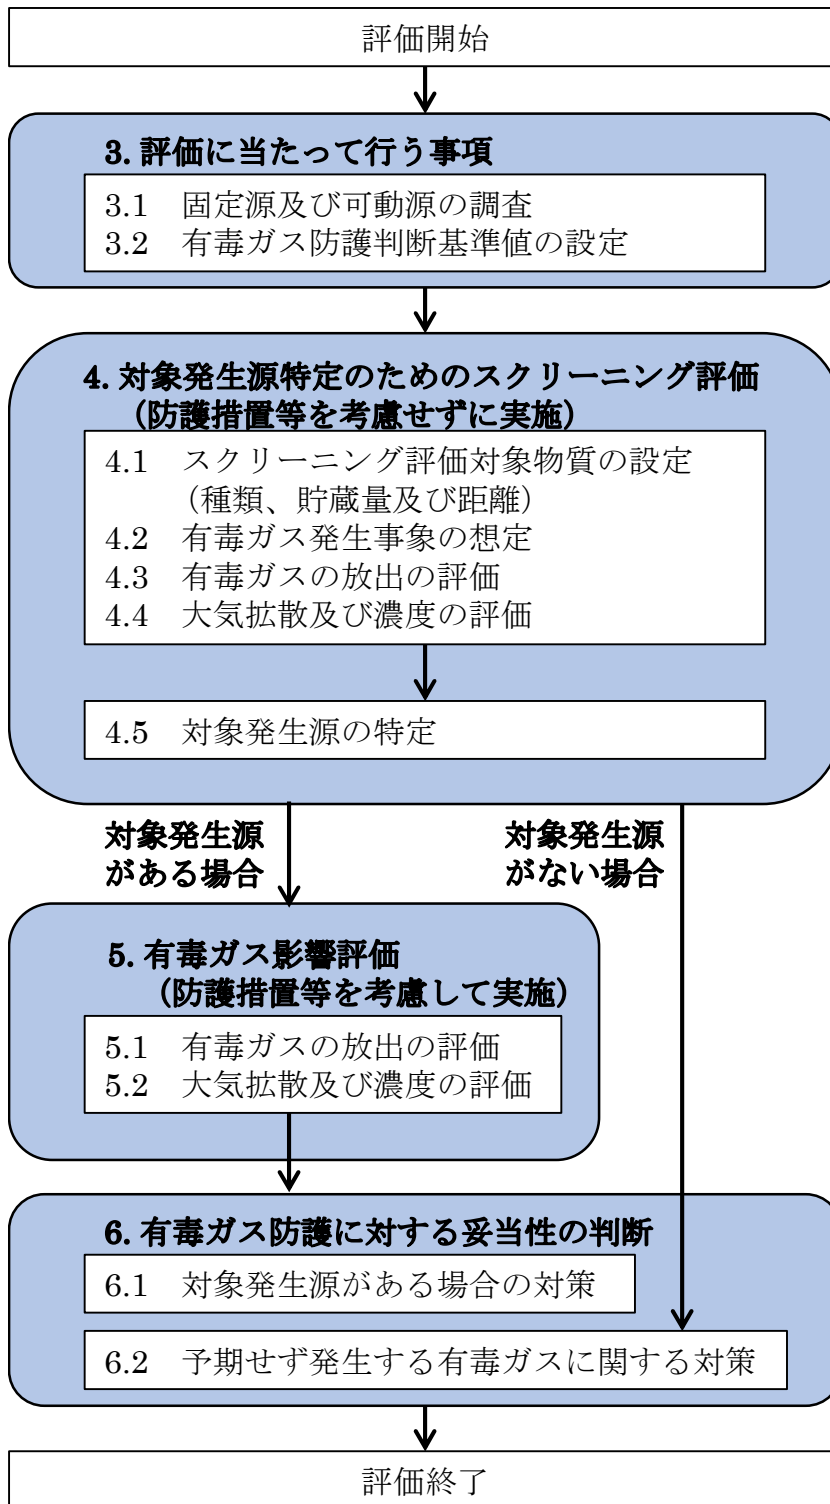 評価開始
3. 評価に当たって行う事項
3.1 固定源及び可動源の調査
3.2 有毒ガス防護判断基準値の設定
4. 対象発生源特定のためのスクリーニング評価
（防護措置等を考慮せずに実施）
4.1 スクリーニング評価対象物質の設定
（種類、貯蔵量及び距離）
4.2 有毒ガス発生事象の想定
4.3 有毒ガスの放出の評価
4.4 大気拡散及び濃度の評価
4.5 対象発生源の特定
対象発生源
がある場合
対象発生源
がない場合
5. 有毒ガス影響評価
（防護措置等を考慮して実施）
5.1 有毒ガスの放出の評価
5.2 大気拡散及び濃度の評価
6. 有毒ガス防護に対する妥当性の判断
6.1 対象発生源がある場合の対策
6.2 予期せず発生する有毒ガスに関する対策
評価終了